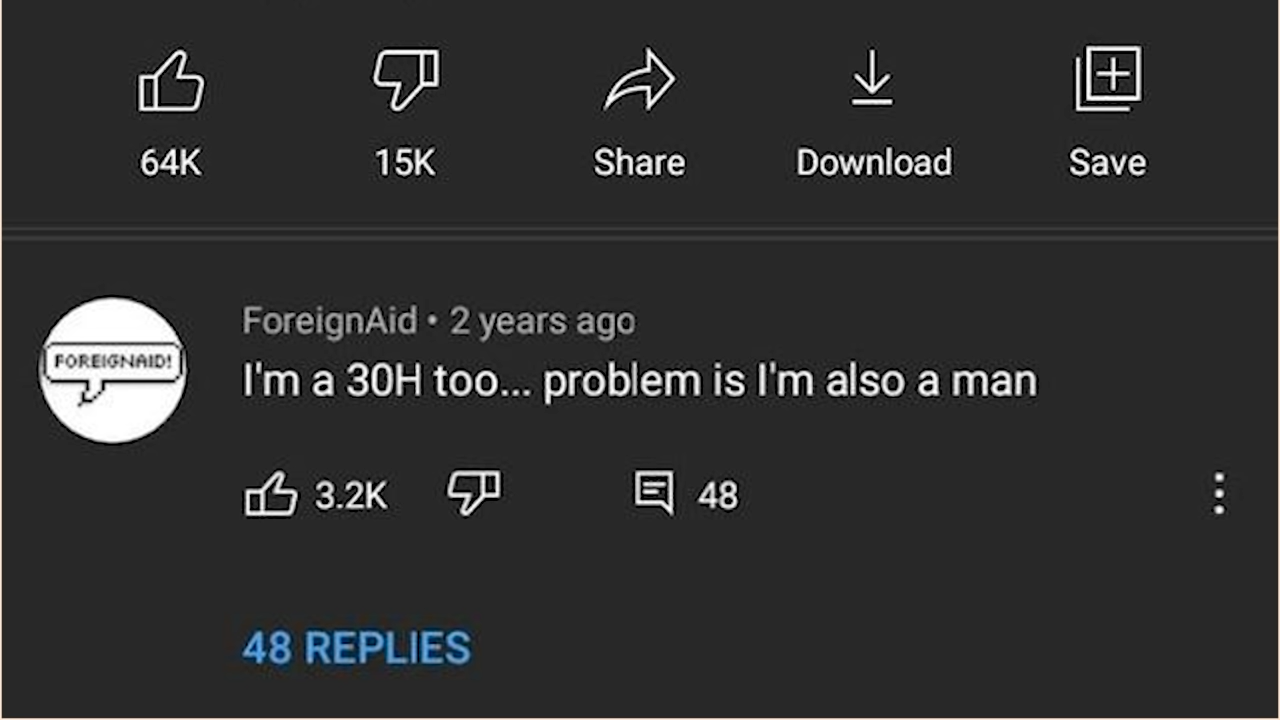 64K 15K Share Download Save
FOREIGNAID!
ForeignAid • 2 years ago
I'm a 30H too... problem is I'm also a man
3.2K 48
48 REPLIES